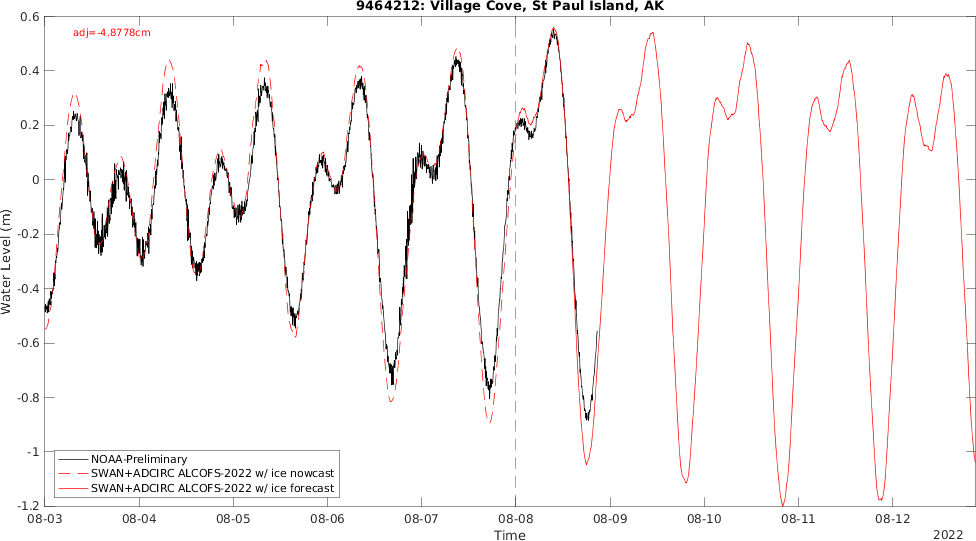 9464212: Village Cove, St Paul Island, AK
adj=-4.8778cm
0.6
0.4
0.2
0
-0.2
-0.4
-0.6
-0.8
-1
-1.2
Water Level (m)
NOAA-Preliminary
SWAN+ADCIRC ALCOFS-2022 w/ ice nowcast
SWAN+ADCIRC ALCOFS-2022 w/ ice forecast
08-03 08-04 08-05 08-06 08-07 08-08 08-09 08-10 08-11 08-12
Time
2022